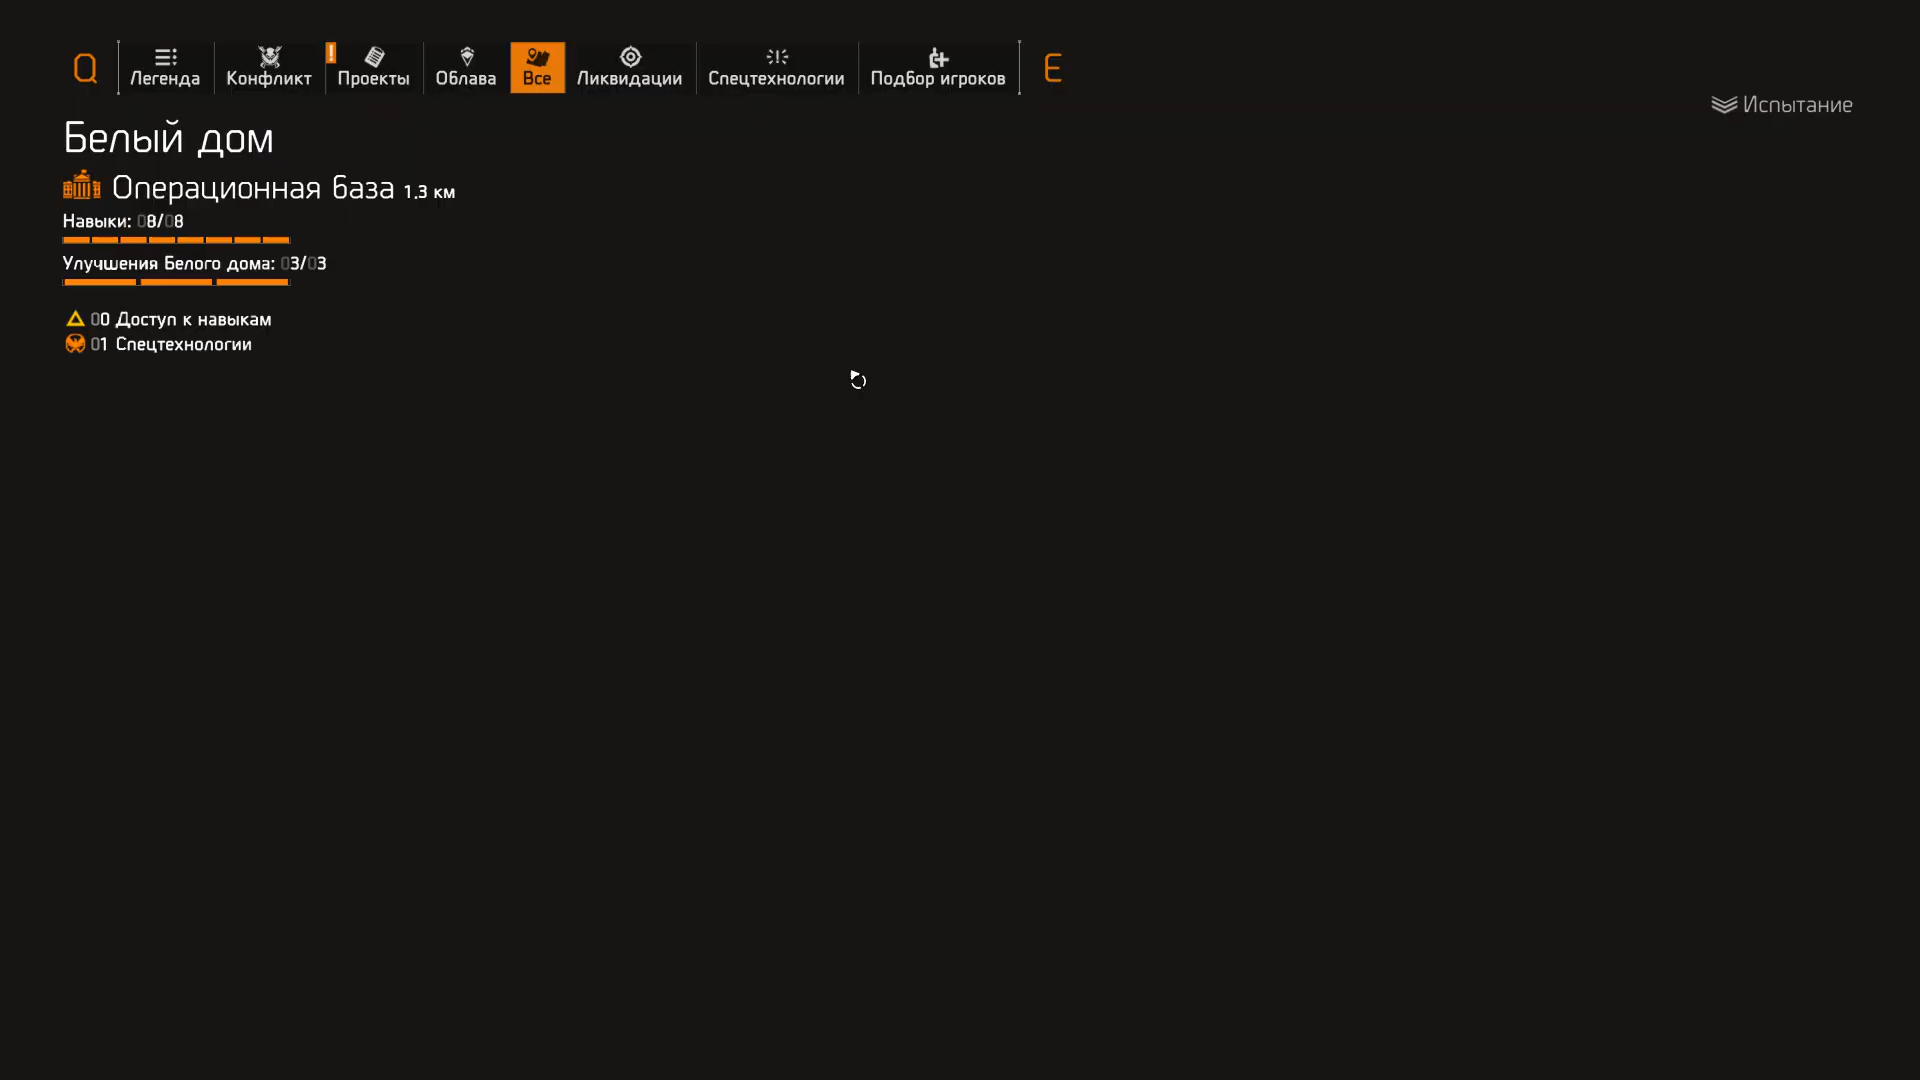 Q
Легенда
Конфликт
!
Проекты
Облава
Все
Ликвидации
Спецтехнологии
Подбор игроков
E
Испытание
Белый дом
Операционная база 1.3 км
Навыки: 08/08
Улучшения Белого дома: 03/03
00 Доступ к навыкам
01 Спецтехнологии